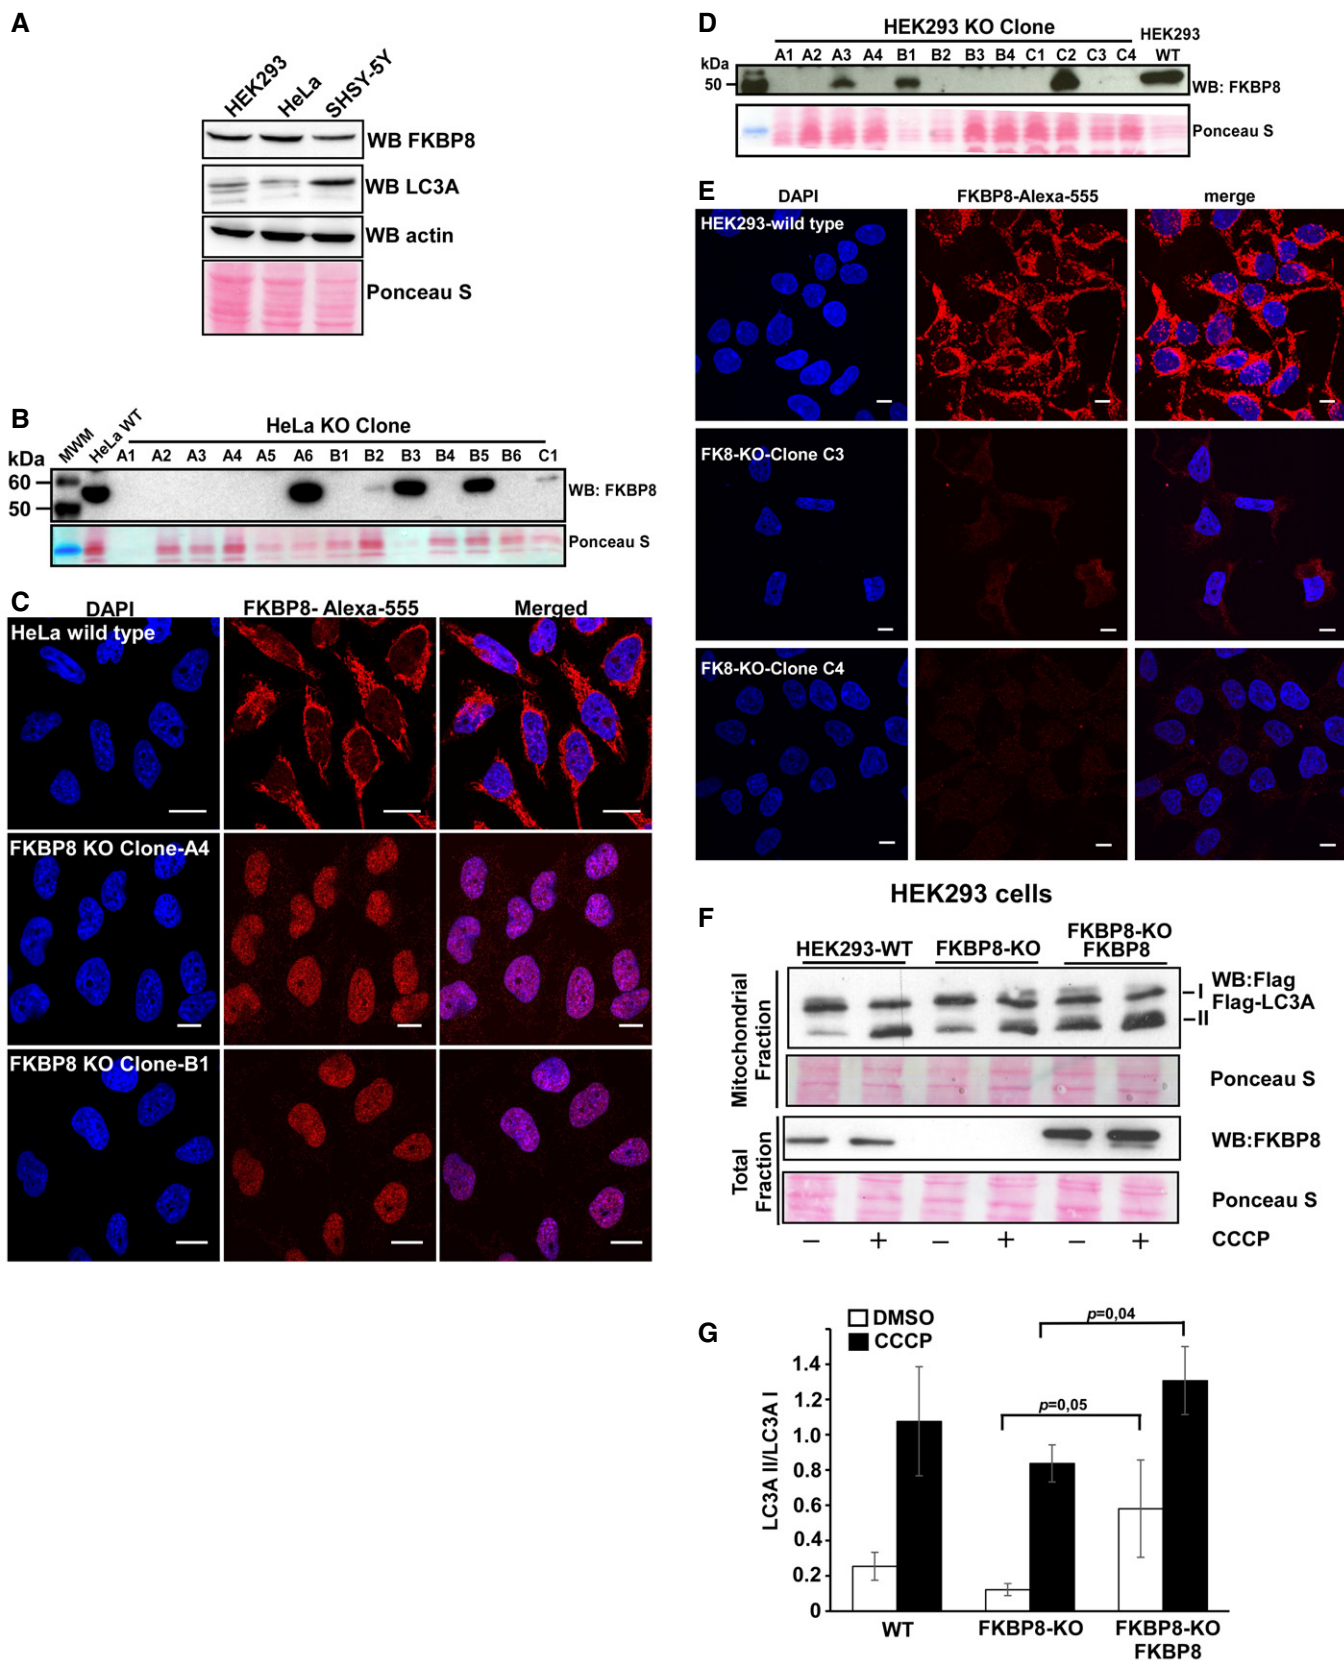 A
HEK293
HeLa
SHSY-5Y
WB FKBP8
WB LC3A
WB actin
Ponceau S
B
kDa
MWM
HeLa WT
HeLa KO Clone
A1 A2 A3 A4 A5 A6 B1 B2 B3 B4 B5 B6 C1
60
50
WB: FKBP8
Ponceau S
C
DAPI FKBP8- Alexa-555 Merged
HeLa wild type
FKBP8 KO Clone-A4
FKBP8 KO Clone-B1
D
HEK293 KO Clone
HEK293
A1 A2 A3 A4 B1 B2 B3 B4 C1 C2 C3 C4 WT
kDa
50
WB: FKBP8
Ponceau S
E
DAPI FKBP8-Alexa-555 merge
HEK293-wild type
FK8-KO-Clone C3
FK8-KO-Clone C4
HEK293 cells
F
HEK293-WT FKBP8-KO FKBP8-KO
FKBP8
Mitochondrial
Fraction
I
WB:Flag
Flag-LC3A
II
Ponceau S
Total
Fraction
WB:FKBP8
Ponceau S
− + − + − + CCCP
G
DMSO
CCCP
p=0,04
p=0,05
LC3A II/LC3A I
1.4
1.2
1.0
0.8
0.6
0.4
0.2
0
WT FKBP8-KO FKBP8-KO
FKBP8